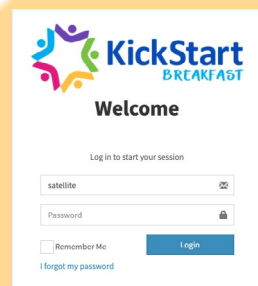 KickStart
BREAKFAST
Welcome
Log in to start your session
satellite
Password
Remember Me
Login
I forgot my password